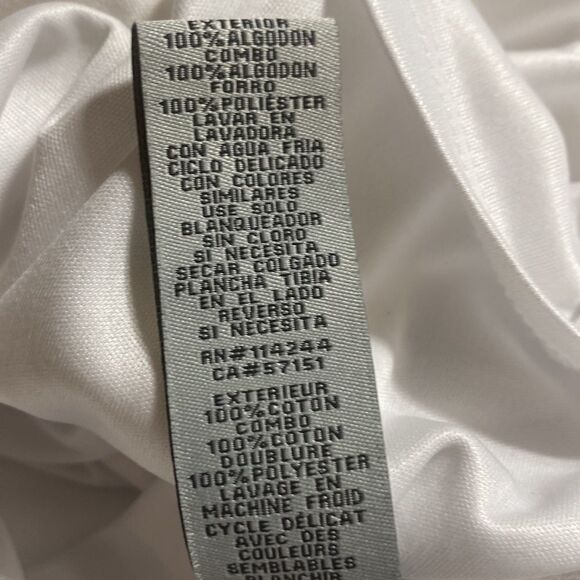 EXTERIOR
100%ALGODON
COMBO
100%ALGODON
FORRO
100%POLIÉSTER
LAVAR EN
LAVADORA
CON AGUA FRIA
CICLO DELICADO
CON COLORES
SIMILARES
USE SOLO
BLANQUEADOR
SIN CLORO
SI NECESITA
SECAR COLGADO
PLANCHA TIBIA
EN EL LADO
REVERSO
SI NECESITA
RN#114244
CA#57151
EXTERIEUR
100%COTON
COMBO
100%COTON
DOUBLURE
100%POLYESTER
LAVAGE EN
MACHINE FROID
CYCLE DÉLICAT
AVEC DES
COULEURS
SEMBLABLES
BLANCHIR